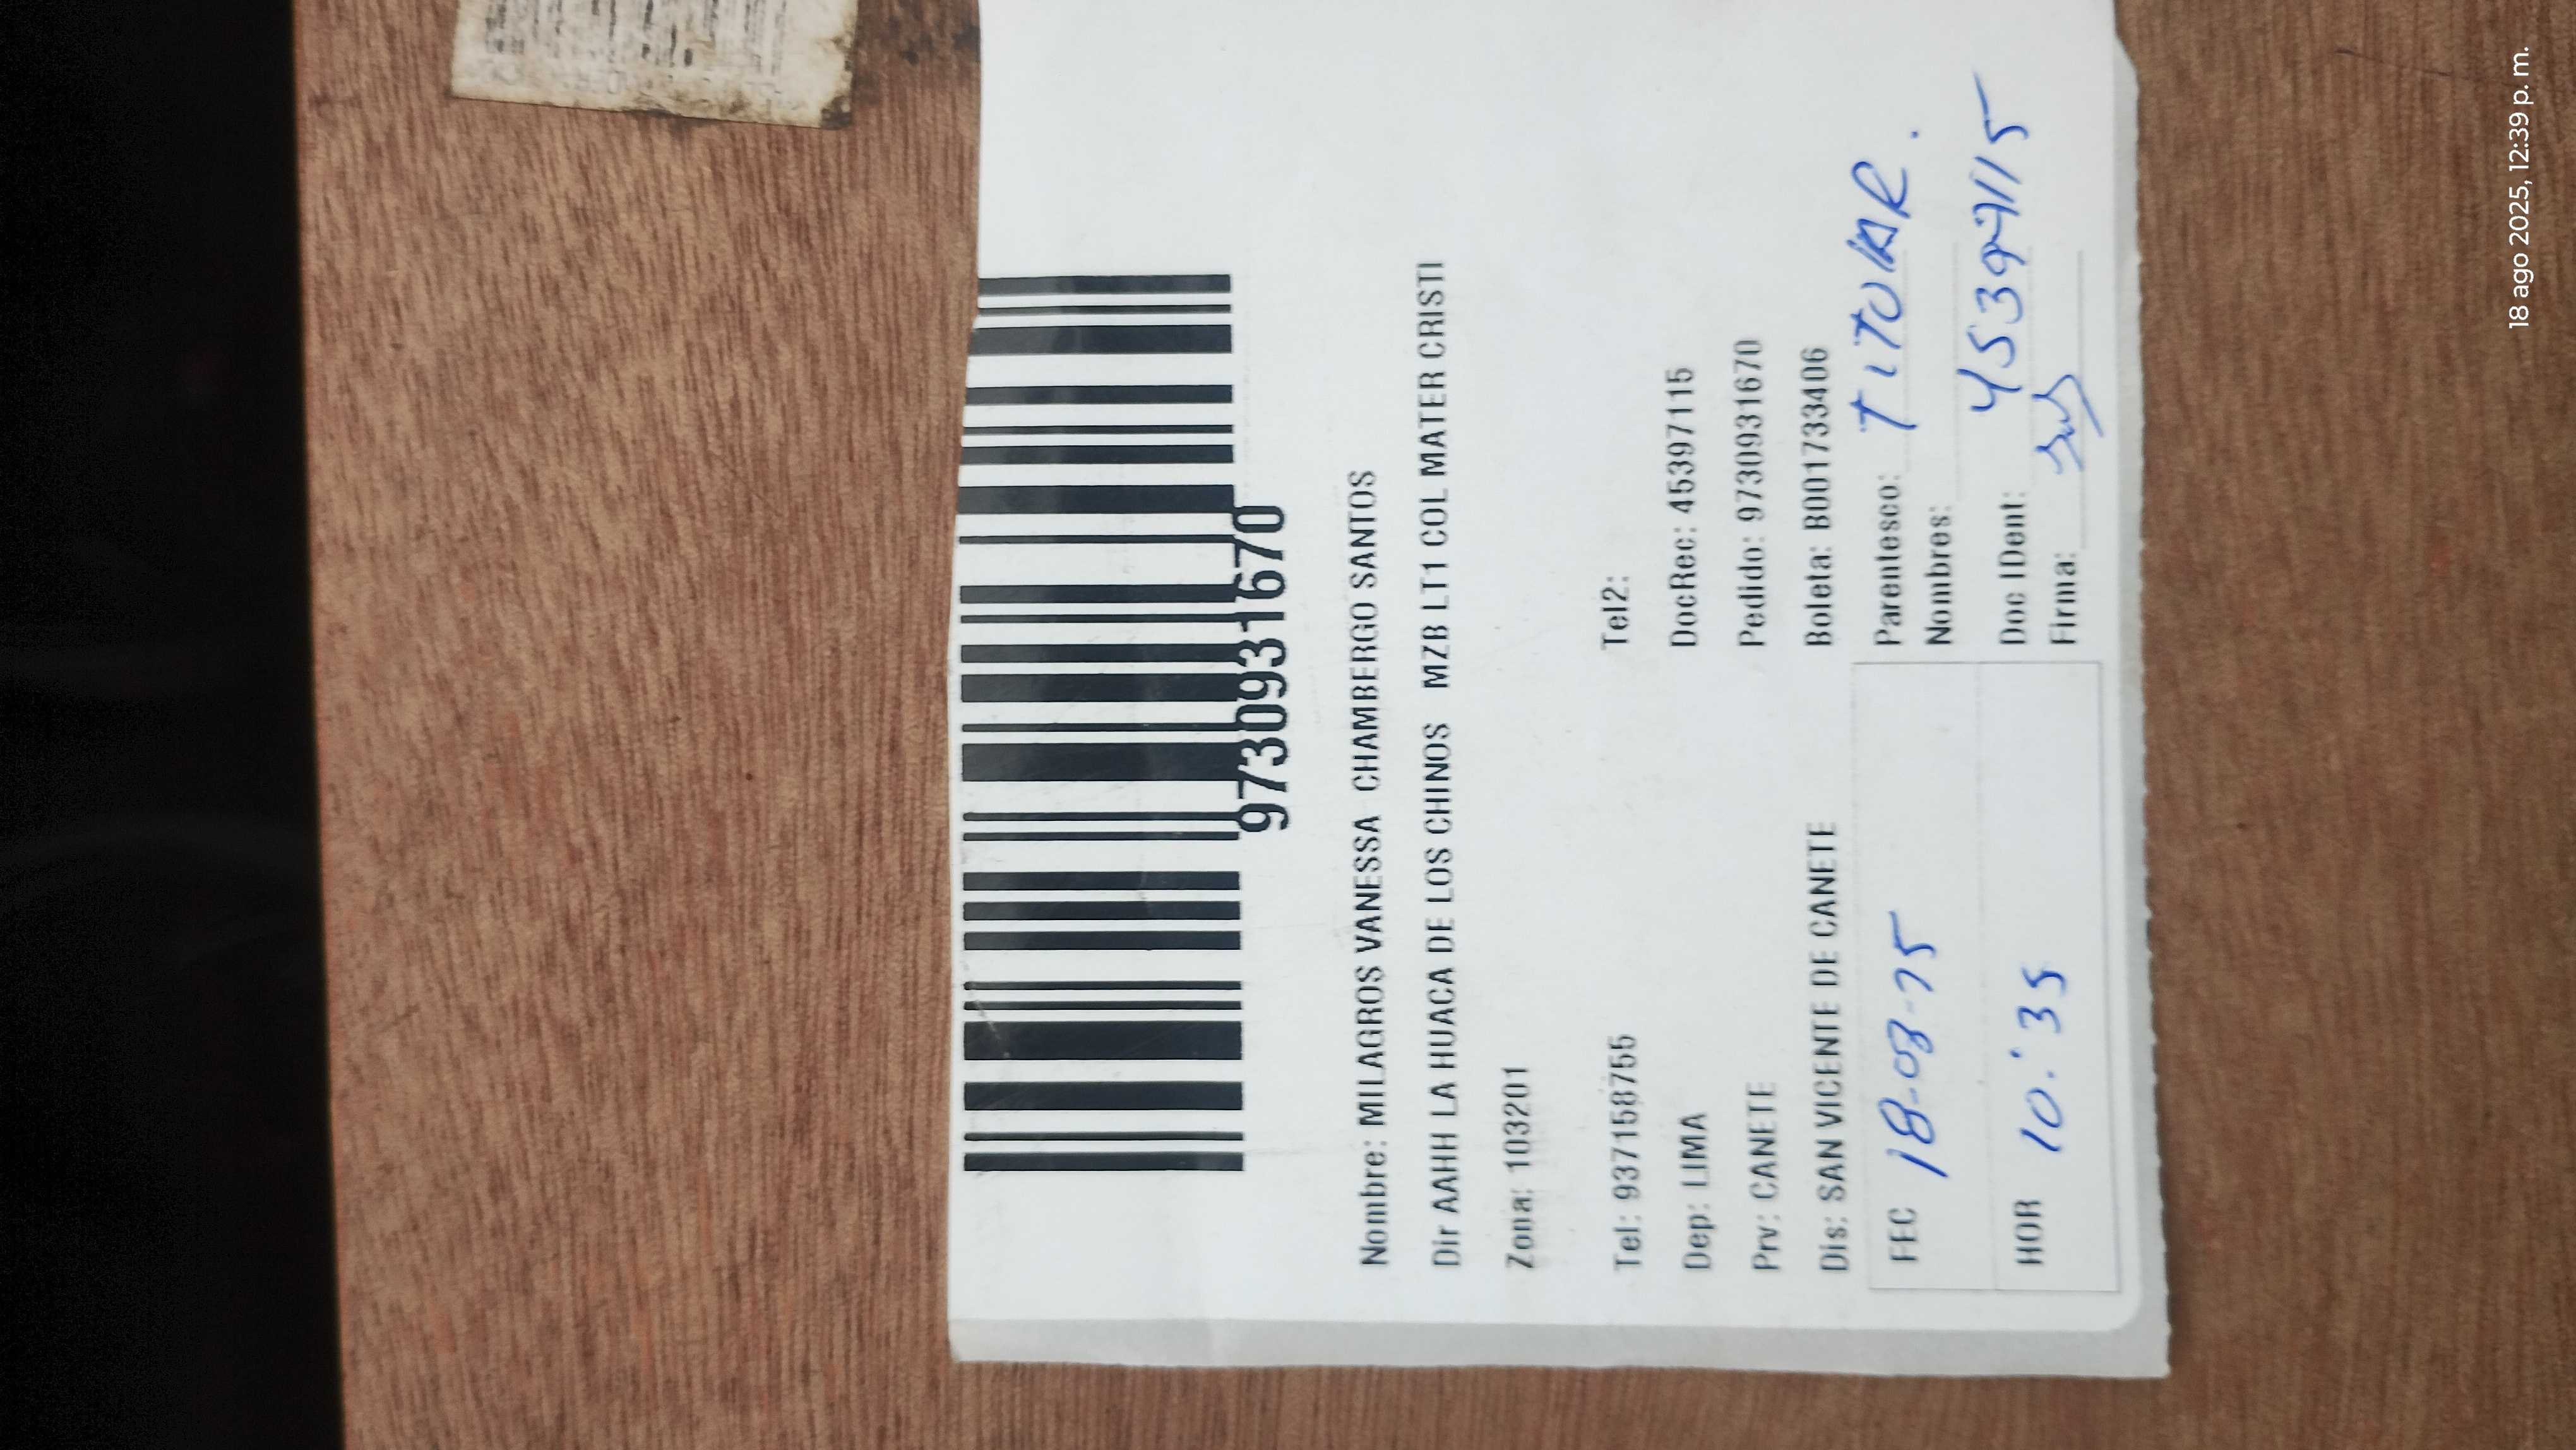 9730931670
Nombre: MILAGROS VANESSA CHAMBERGO SANTOS
Dir AAHH LA HUACA DE LOS CHINOS MZB LT1 COL MATER CRISTI
Zona: 103201
Tel: 937158755 Tel2:
Dep: LIMA DocRec: 45397115
Prv: CANETE Pedido: 9730931670
Dis: SAN VICENTE DE CANETE Boleta: B001733406
FEC 18-08-25 Parentesco: TITULAR.
Nombres:
HOR 10:35 Doc IDent: 45397115
Firma:
18 ago 2025, 12:39 p. m.